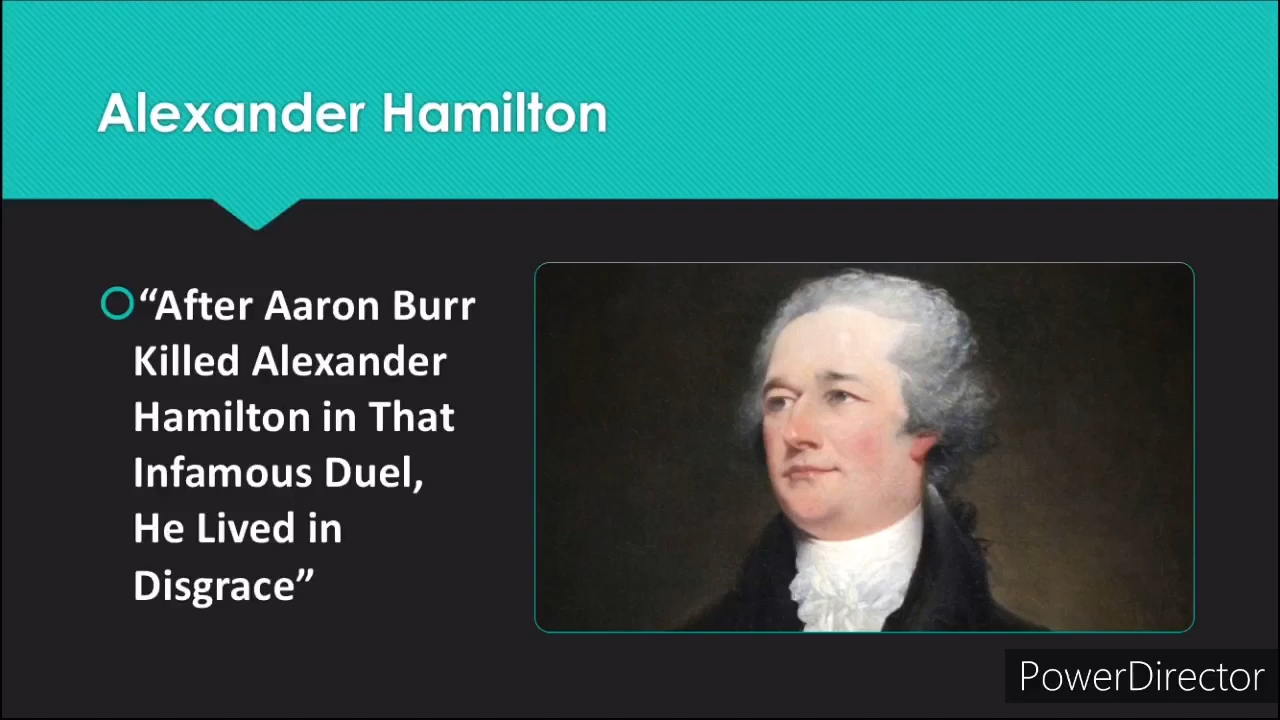 Alexander Hamilton
“After Aaron Burr
Killed Alexander
Hamilton in That
Infamous Duel,
He Lived in
Disgrace”
PowerDirector